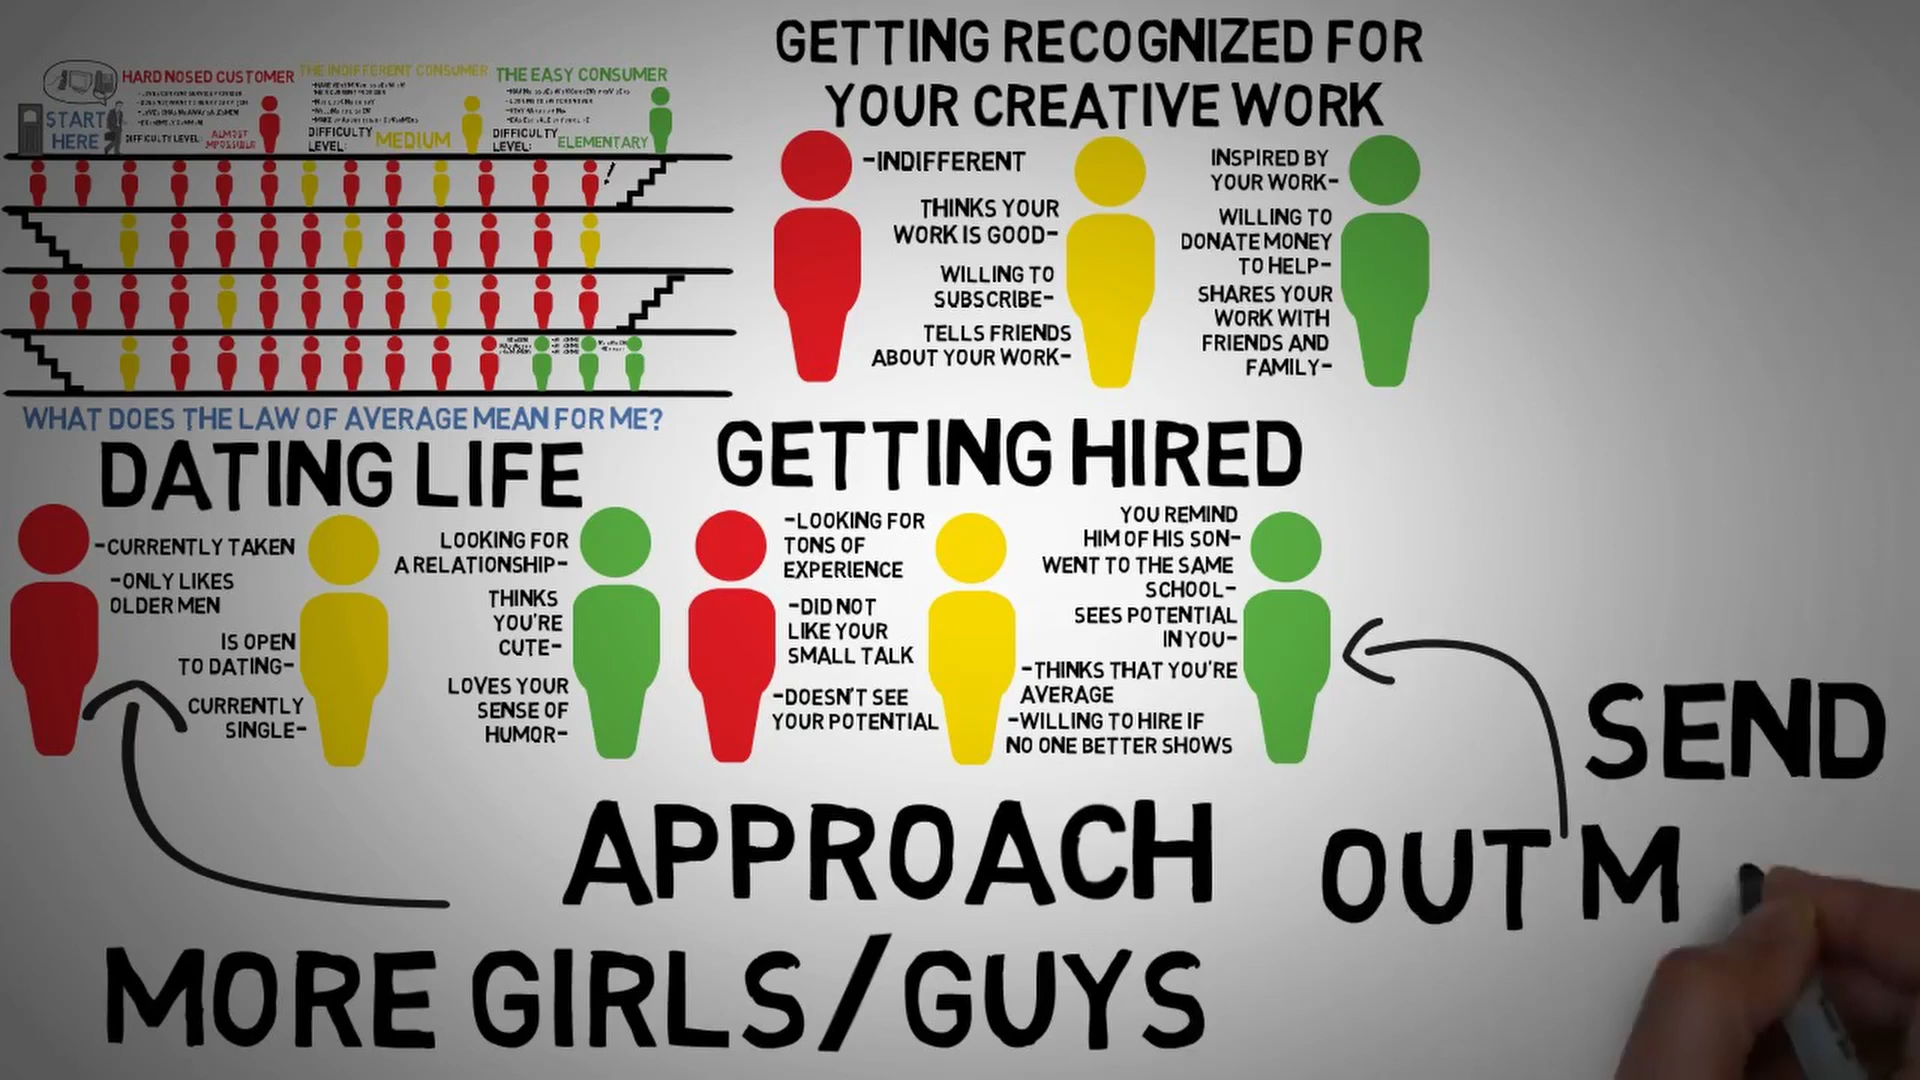 HARD NOSED CUSTOMER
THE INDIFFERENT CONSUMER
THE EASY CONSUMER
START
HERE
DIFFICULTY LEVEL:
ALMOST
IMPOSSIBLE
DIFFICULTY
LEVEL:
MEDIUM
DIFFICULTY
LEVEL:
ELEMENTARY
WHAT DOES THE LAW OF AVERAGE MEAN FOR ME?
GETTING RECOGNIZED FOR
YOUR CREATIVE WORK
-INDIFFERENT
THINKS YOUR
WORK IS GOOD-
WILLING TO
SUBSCRIBE-
TELLS FRIENDS
ABOUT YOUR WORK-
INSPIRED BY
YOUR WORK-
WILLING TO
DONATE MONEY
TO HELP-
SHARES YOUR
WORK WITH
FRIENDS AND
FAMILY-
DATING LIFE
-CURRENTLY TAKEN
-ONLY LIKES
OLDER MEN
IS OPEN
TO DATING-
CURRENTLY
SINGLE-
LOOKING FOR
A RELATIONSHIP-
THINKS
YOU'RE
CUTE-
LOVES YOUR
SENSE OF
HUMOR-
GETTING HIRED
-LOOKING FOR
TONS OF
EXPERIENCE
-DID NOT
LIKE YOUR
SMALL TALK
-DOESN'T SEE
YOUR POTENTIAL
YOU REMIND
HIM OF HIS SON-
WENT TO THE SAME
SCHOOL-
SEES POTENTIAL
IN YOU-
-THINKS THAT YOU'RE
AVERAGE
-WILLING TO HIRE IF
NO ONE BETTER SHOWS
APPROACH
MORE GIRLS/GUYS
SEND
OUT M